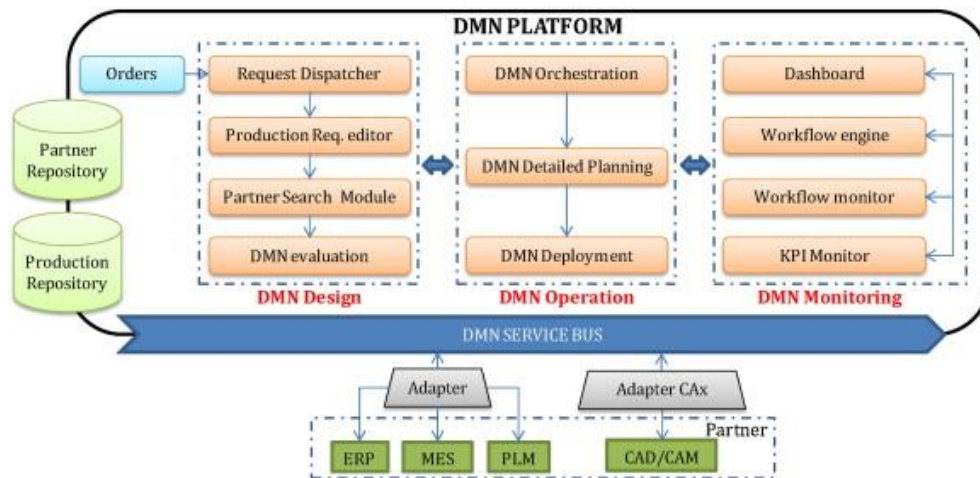 DMN PLATFORM
Orders
Request Dispatcher
DMN Orchestration
Dashboard
Partner
Repository
Production Req. editor
Workflow engine
DMN Detailed Planning
Partner Search Module
Workflow monitor
Production
Repository
DMN evaluation
DMN Deployment
KPI Monitor
DMN Design
DMN Operation
DMN Monitoring
DMN SERVICE BUS
Adapter
Adapter CAx
Partner
ERP
MES
PLM
CAD/CAM